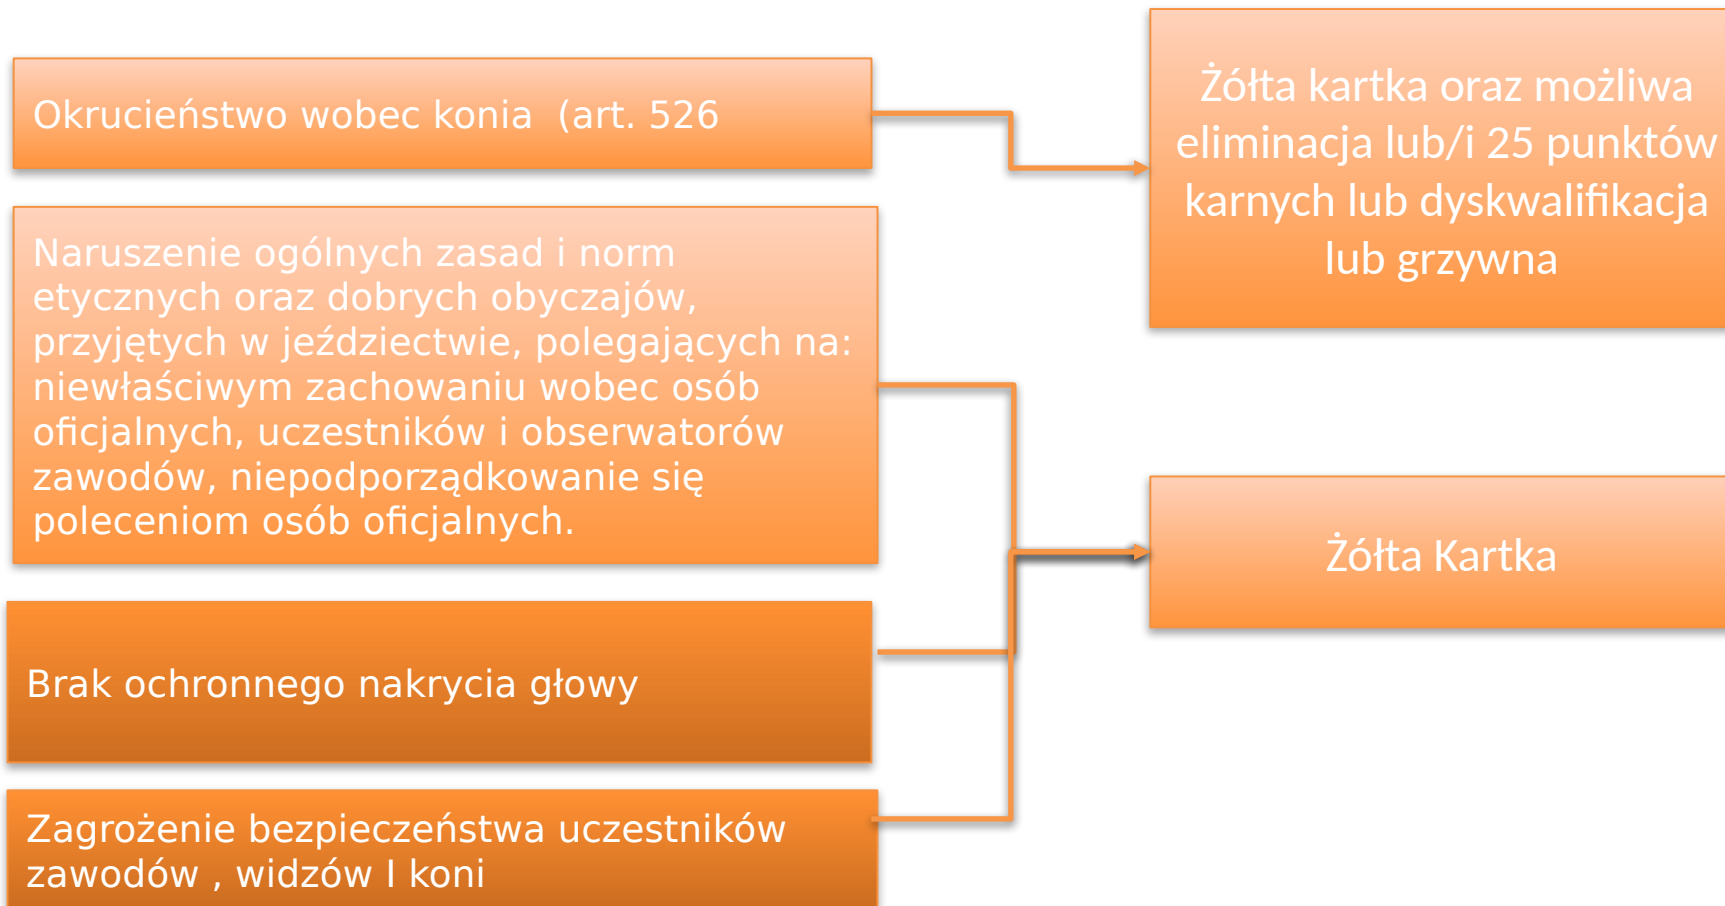 Okrucieństwo wobec konia  (art. 526
Żółta kartka oraz możliwa
eliminacja lub/i 25 punktów
karnych lub dyskwalifikacja
lub grzywna
Naruszenie ogólnych zasad i norm
etycznych oraz dobrych obyczajów,
przyjętych w jeździectwie, polegających na:
niewłaściwym zachowaniu wobec osób
oficjalnych, uczestników i obserwatorów
zawodów, niepodporządkowanie się
poleceniom osób oficjalnych.
Żółta Kartka
Brak ochronnego nakrycia głowy
Zagrożenie bezpieczeństwa uczestników
zawodów , widzów I koni